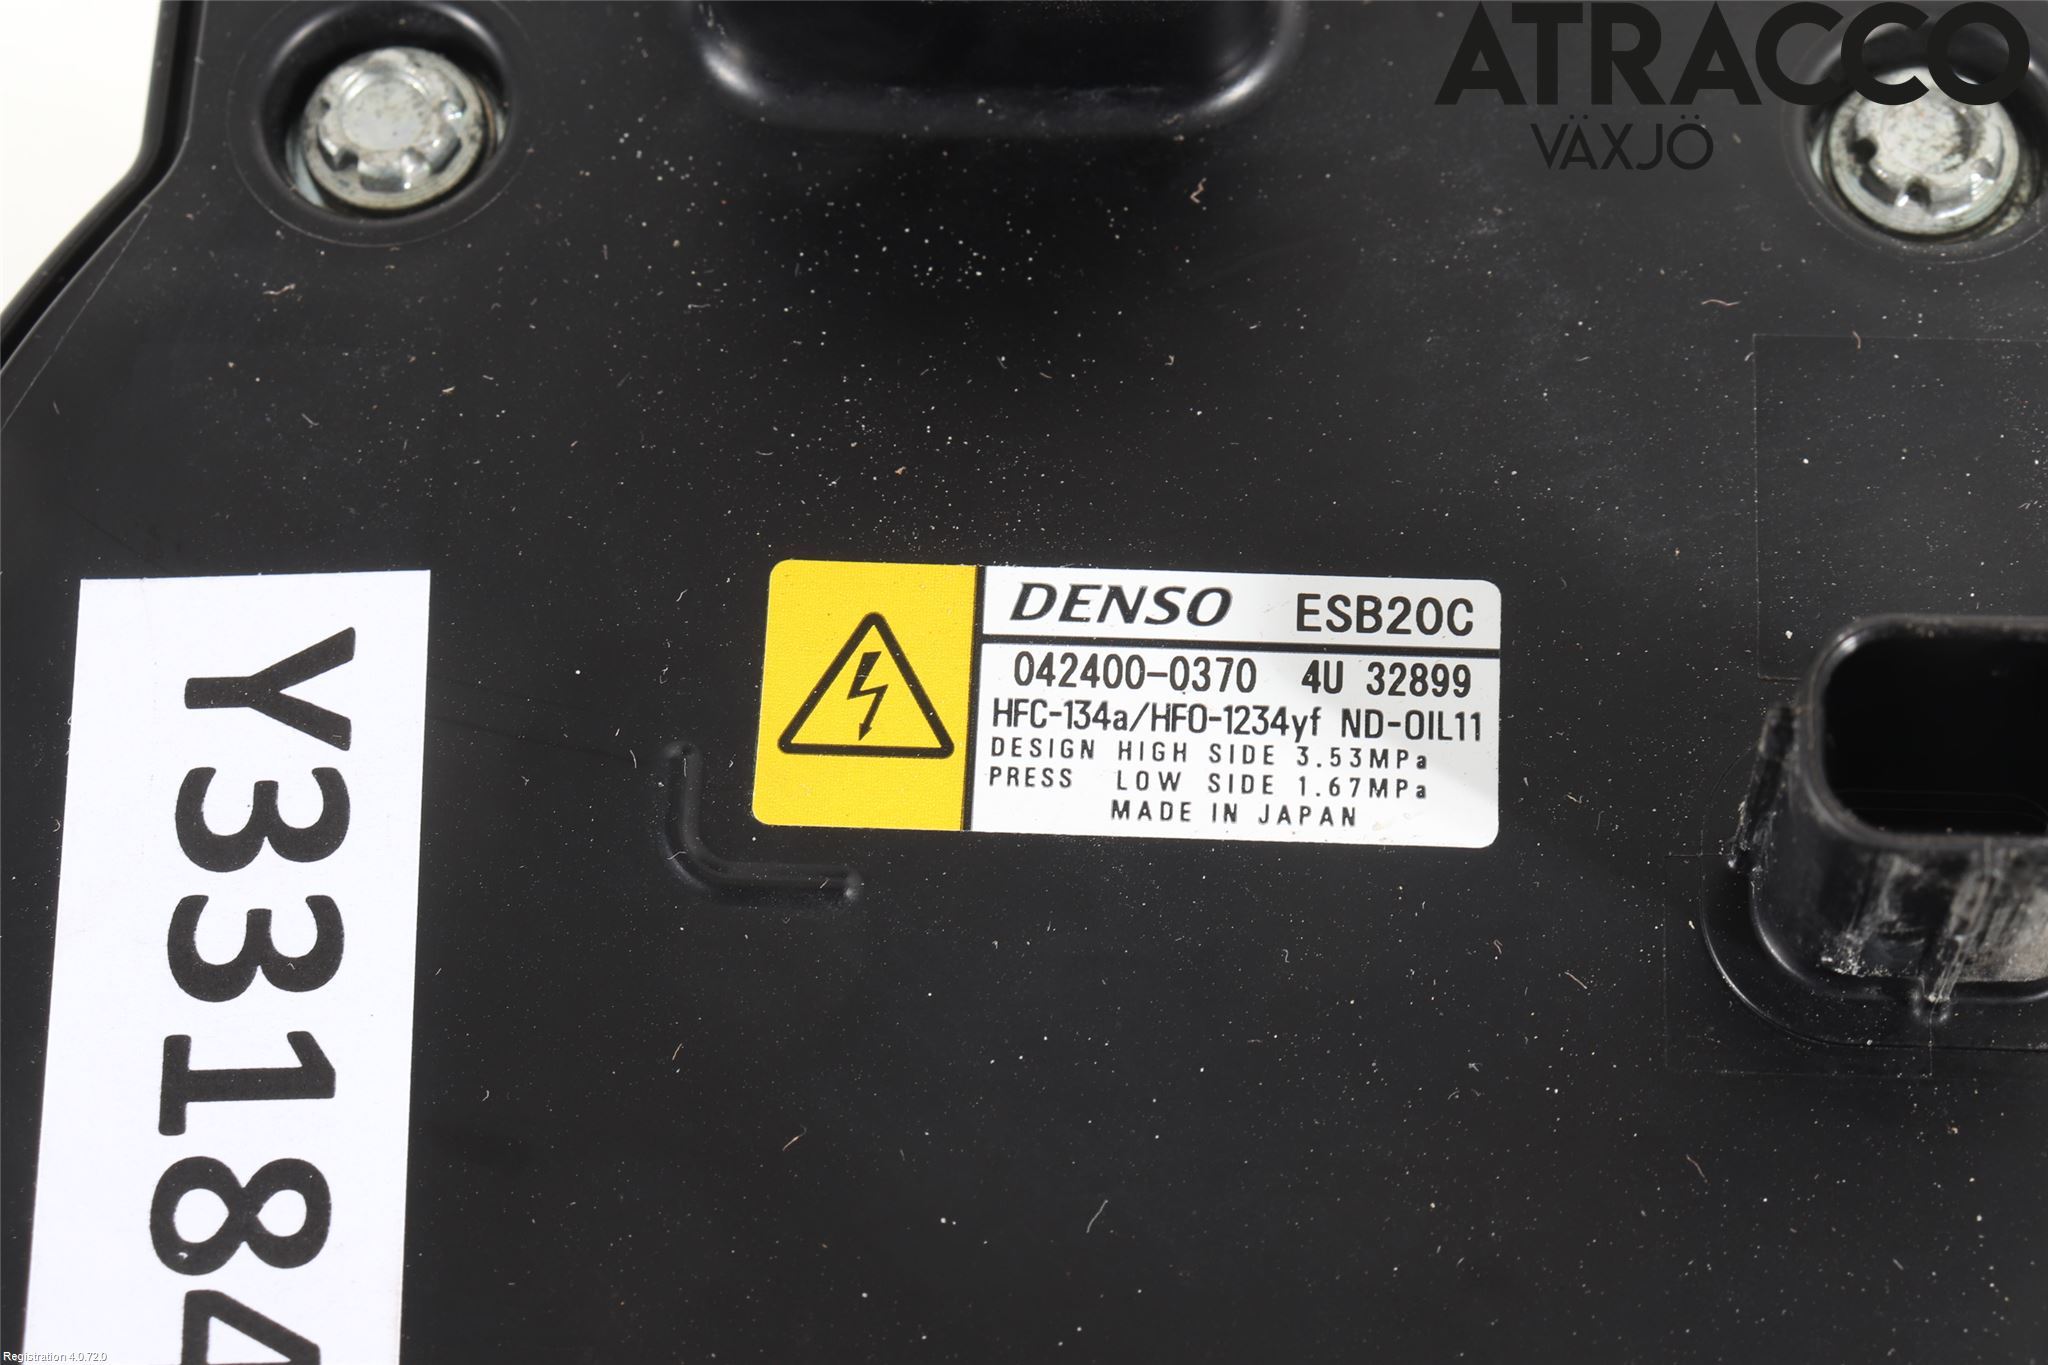 ATRACCO
VÄXJÖ
DENSO ESB20C
042400-0370 4U 32899
HFC-134a/HFO-1234yf ND-OIL11
DESIGN HIGH SIDE 3.53MPa
PRESS LOW SIDE 1.67MPa
MADE IN JAPAN
Y33184
Registration 4.0.72.0